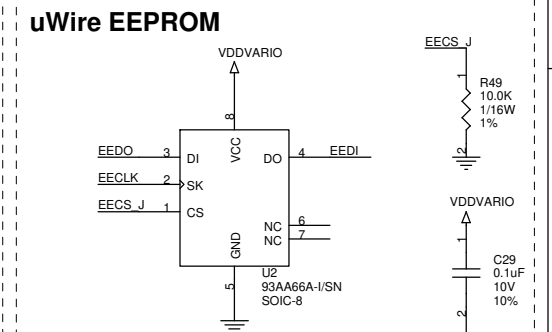 uWire EEPROM
VDDVARIO
8
VCC
EEDO 3 DI
EECLK 2 SK
EECS_J 1 CS
DO 4 EEDI
NC 6
NC 7
GND
5
U2
93AA66A-I/SN
SOIC-8
EECS_J
1
R49
10.0K
1/16W
1%
2
VDDVARIO
1
C29
0.1uF
10V
10%
2